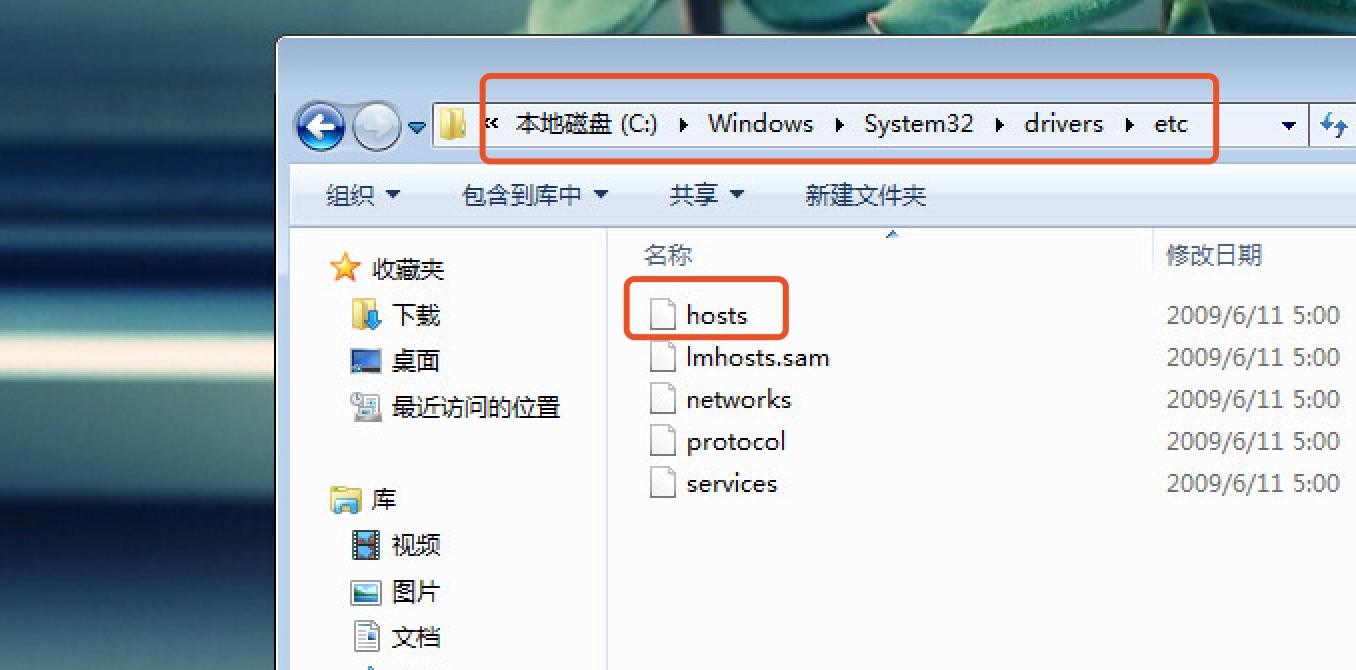 « 本地磁盘 (C:) ▸ Windows ▸ System32 ▸ drivers ▸ etc
组织 包含到库中 共享 新建文件夹
名称 修改日期
收藏夹
下载
桌面
最近访问的位置
库
视频
图片
文档
hosts 2009/6/11 5:00
lmhosts.sam 2009/6/11 5:00
networks 2009/6/11 5:00
protocol 2009/6/11 5:00
services 2009/6/11 5:00